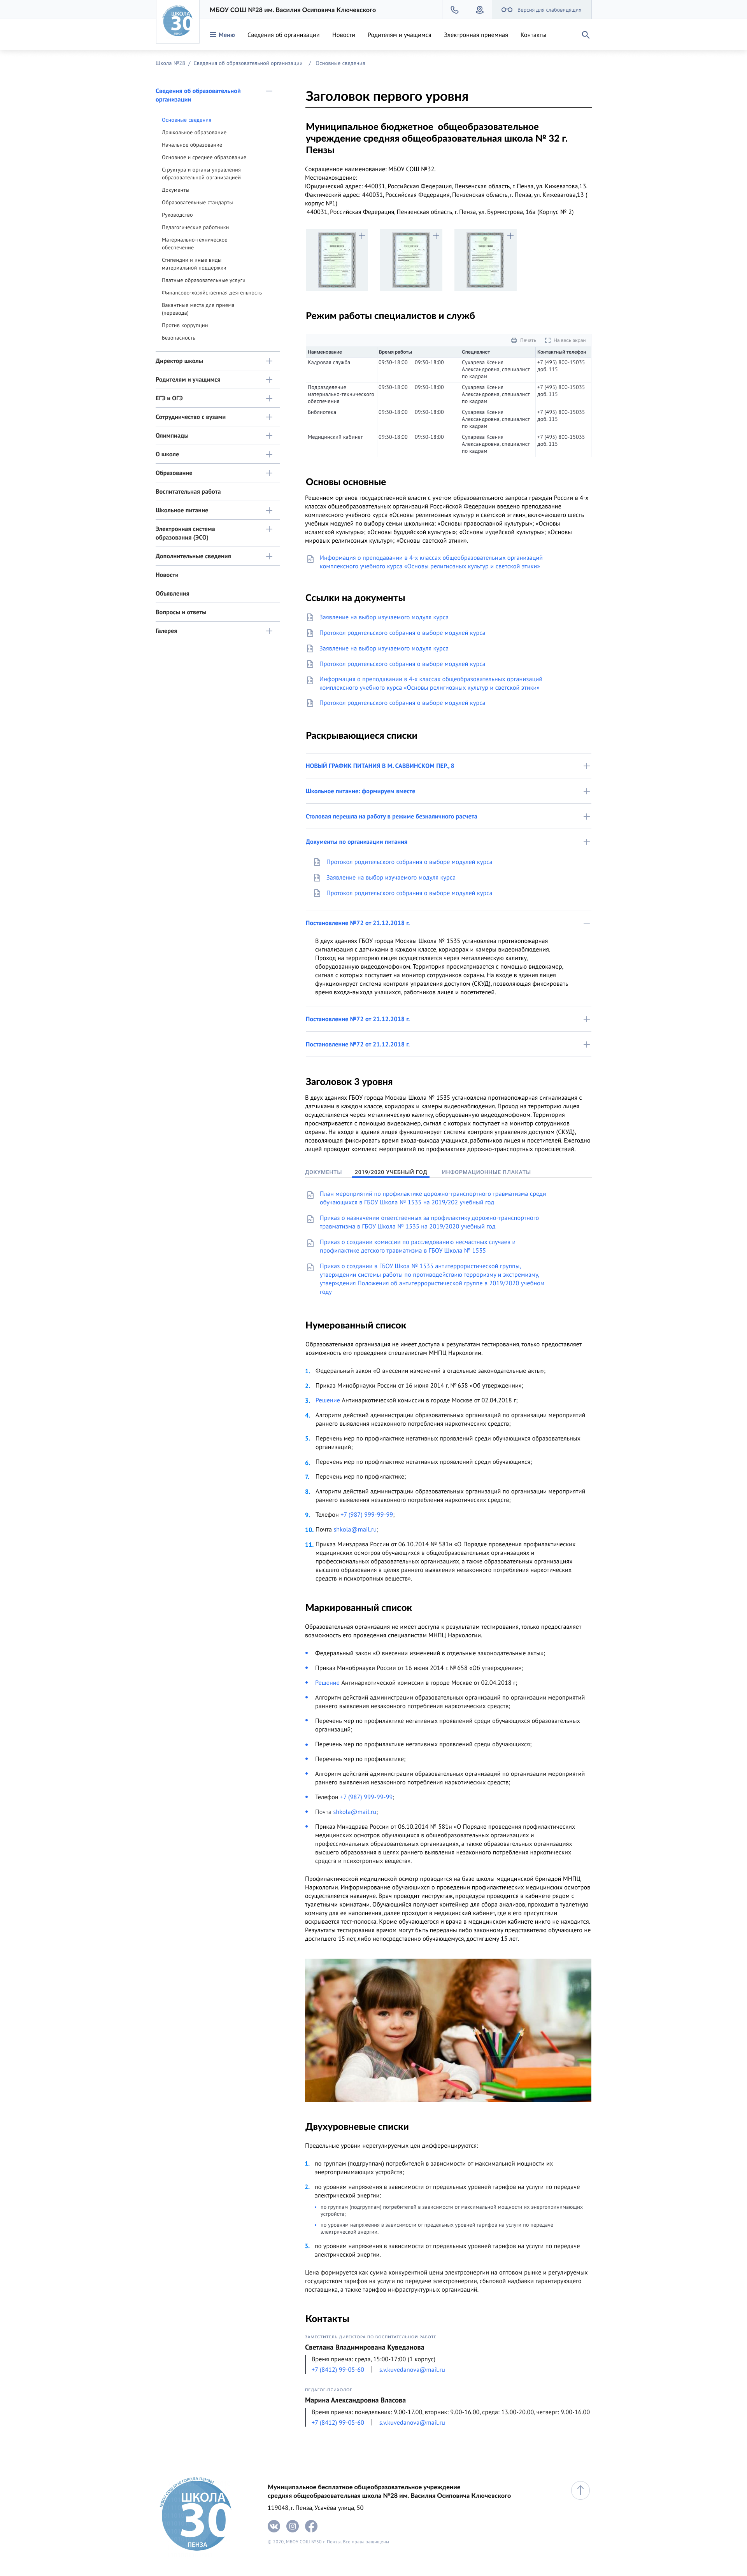 ШКОЛА
30
ПЕНЗА
МБОУ СОШ №28 им. Василия Осиповича Ключевского
Версия для слабовидящих
Меню
Сведения об организации
Новости
Родителям и учащимся
Электронная приемная
Контакты
Школа №28 / Сведения об образовательной организации / Основные сведения
Сведения об образовательной
организации
Основные сведения
Дошкольное образование
Начальное образование
Основное и среднее образование
Структура и органы управления
образовательной организацией
Документы
Образовательные стандарты
Руководство
Педагогические работники
Материально-техническое
обеспечение
Стипендии и иные виды
материальной поддержки
Платные образовательные услуги
Финансово-хозяйственная деятельность
Вакантные места для приема
(перевода)
Против коррупции
Безопасность
Директор школы
Родителям и учащимся
ЕГЭ и ОГЭ
Сотрудничество с вузами
Олимпиады
О школе
Образование
Воспитательная работа
Школьное питание
Электронная система
образования (ЭСО)
Дополнительные сведения
Новости
Объявления
Вопросы и ответы
Галерея
Заголовок первого уровня
Муниципальное бюджетное общеобразовательное
учреждение средняя общеобразовательная школа № 32 г.
Пензы
Сокращенное наименование: МБОУ СОШ №32.
Местонахождение:
Юридический адрес: 440031, Российская Федерация, Пензенская область, г. Пенза, ул. Кижеватова,13.
Фактический адрес: 440031, Российская Федерация, Пензенская область, г. Пенза, ул. Кижеватова,13 (
корпус №1)
440031, Российская Федерация, Пензенская область, г. Пенза, ул. Бурмистрова, 16а (Корпус № 2)
Режим работы специалистов и служб
Печать
На весь экран
Наименование Время работы Специалист Контактный телефон
Кадровая служба 09:30-18:00 09:30-18:00 Сухарева Ксения +7 (495) 800-15035
Александровна, специалист доб. 115
по кадрам
Подразделение 09:30-18:00 09:30-18:00 Сухарева Ксения +7 (495) 800-15035
материально-технического Александровна, специалист доб. 115
обеспечения по кадрам
Библиотека 09:30-18:00 09:30-18:00 Сухарева Ксения +7 (495) 800-15035
Александровна, специалист доб. 115
по кадрам
Медицинский кабинет 09:30-18:00 09:30-18:00 Сухарева Ксения +7 (495) 800-15035
Александровна, специалист доб. 115
по кадрам
Основы основные
Решением органов государственной власти с учетом образовательного запроса граждан России в 4-х
классах общеобразовательных организаций Российской Федерации введено преподавание
комплексного учебного курса «Основы религиозных культур и светской этики», включающего шесть
учебных модулей по выбору семьи школьника: «Основы православной культуры»; «Основы
исламской культуры»; «Основы буддийской культуры»; «Основы иудейской культуры»; «Основы
мировых религиозных культур»; «Основы светской этики».
Информация о преподавании в 4-х классах общеобразовательных организаций
комплексного учебного курса «Основы религиозных культур и светской этики»
Ссылки на документы
Заявление на выбор изучаемого модуля курса
Протокол родительского собрания о выборе модулей курса
Заявление на выбор изучаемого модуля курса
Протокол родительского собрания о выборе модулей курса
Информация о преподавании в 4-х классах общеобразовательных организаций
комплексного учебного курса «Основы религиозных культур и светской этики»
Протокол родительского собрания о выборе модулей курса
Раскрывающиеся списки
НОВЫЙ ГРАФИК ПИТАНИЯ В М. САВВИНСКОМ ПЕР., 8
Школьное питание: формируем вместе
Столовая перешла на работу в режиме безналичного расчета
Документы по организации питания
Протокол родительского собрания о выборе модулей курса
Заявление на выбор изучаемого модуля курса
Протокол родительского собрания о выборе модулей курса
Постановление №72 от 21.12.2018 г.
В двух зданиях ГБОУ города Москвы Школа № 1535 установлена противопожарная
сигнализация с датчиками в каждом классе, коридорах и камеры видеонаблюдения.
Проход на территорию лицея осуществляется через металлическую калитку,
оборудованную видеодомофоном. Территория просматривается с помощью видеокамер,
сигнал с которых поступает на монитор сотрудников охраны. На входе в здания лицея
функционирует система контроля управления доступом (СКУД), позволяющая фиксировать
время входа-выхода учащихся, работников лицея и посетителей.
Постановление №72 от 21.12.2018 г.
Постановление №72 от 21.12.2018 г.
Заголовок 3 уровня
В двух зданиях ГБОУ города Москвы Школа № 1535 установлена противопожарная сигнализация с
датчиками в каждом классе, коридорах и камеры видеонаблюдения. Проход на территорию лицея
осуществляется через металлическую калитку, оборудованную видеодомофоном. Территория
просматривается с помощью видеокамер, сигнал с которых поступает на монитор сотрудников
охраны. На входе в здания лицея функционирует система контроля управления доступом (СКУД),
позволяющая фиксировать время входа-выхода учащихся, работников лицея и посетителей. Ежегодно
лицей проводит комплекс мероприятий по профилактике дорожно-транспортных происшествий.
ДОКУМЕНТЫ
2019/2020 УЧЕБНЫЙ ГОД
ИНФОРМАЦИОННЫЕ ПЛАКАТЫ
План мероприятий по профилактике дорожно-транспортного травматизма среди
обучающихся в ГБОУ Школа № 1535 на 2019/202 учебный год
Приказ о назначении ответственных за профилактику дорожно-транспортного
травматизма в ГБОУ Школа № 1535 на 2019/2020 учебный год
Приказ о создании комиссии по расследованию несчастных случаев и
профилактике детского травматизма в ГБОУ Школа № 1535
Приказ о создании в ГБОУ Шкоа № 1535 антитеррористической группы,
утверждении системы работы по противодействию терроризму и экстремизму,
утверждения Положения об антитеррористической группе в 2019/2020 учебном
году
Нумерованный список
Образовательная организация не имеет доступа к результатам тестирования, только предоставляет
возможность его проведения специалистам МНПЦ Наркологии.
1. Федеральный закон «О внесении изменений в отдельные законодательные акты»;
2. Приказ Минобрнауки России от 16 июня 2014 г. № 658 «Об утверждении»;
3. Решение Антинаркотической комиссии в городе Москве от 02.04.2018 г;
4. Алгоритм действий администрации образовательных организаций по организации мероприятий
раннего выявления незаконного потребления наркотических средств;
5. Перечень мер по профилактике негативных проявлений среди обучающихся образовательных
организаций;
6. Перечень мер по профилактике негативных проявлений среди обучающихся;
7. Перечень мер по профилактике;
8. Алгоритм действий администрации образовательных организаций по организации мероприятий
раннего выявления незаконного потребления наркотических средств;
9. Телефон +7 (987) 999-99-99;
10. Почта shkola@mail.ru;
11. Приказ Минздрава России от 06.10.2014 № 581н «О Порядке проведения профилактических
медицинских осмотров обучающихся в общеобразовательных организациях и
профессиональных образовательных организациях, а также образовательных организациях
высшего образования в целях раннего выявления незаконного потребления наркотических
средств и психотропных веществ».
Маркированный список
Образовательная организация не имеет доступа к результатам тестирования, только предоставляет
возможность его проведения специалистам МНПЦ Наркологии.
• Федеральный закон «О внесении изменений в отдельные законодательные акты»;
• Приказ Минобрнауки России от 16 июня 2014 г. № 658 «Об утверждении»;
• Решение Антинаркотической комиссии в городе Москве от 02.04.2018 г;
• Алгоритм действий администрации образовательных организаций по организации мероприятий
раннего выявления незаконного потребления наркотических средств;
• Перечень мер по профилактике негативных проявлений среди обучающихся образовательных
организаций;
• Перечень мер по профилактике негативных проявлений среди обучающихся;
• Перечень мер по профилактике;
• Алгоритм действий администрации образовательных организаций по организации мероприятий
раннего выявления незаконного потребления наркотических средств;
• Телефон +7 (987) 999-99-99;
• Почта shkola@mail.ru;
• Приказ Минздрава России от 06.10.2014 № 581н «О Порядке проведения профилактических
медицинских осмотров обучающихся в общеобразовательных организациях и
профессиональных образовательных организациях, а также образовательных организациях
высшего образования в целях раннего выявления незаконного потребления наркотических
средств и психотропных веществ».
Профилактический медицинской осмотр проводится на базе школы медицинской бригадой МНПЦ
Наркологии. Информирование обучающихся о проведении профилактических медицинских осмотров
осуществляется накануне. Врач проводит инструктаж, процедура проводится в кабинете рядом с
туалетными комнатами. Обучающийся получает контейнер для сбора анализов, проходит в туалетную
комнату для ее наполнения, далее проходит в медицинский кабинет, где в его присутствии
вскрывается тест-полоска. Кроме обучающегося и врача в медицинском кабинете никто не находится.
Результаты тестирования врачом могут быть переданы либо законному представителю обучающего не
достигшего 15 лет, либо непосредственно обучающемуся, достигшему 15 лет.
Двухуровневые списки
Предельные уровни нерегулируемых цен дифференцируются:
1. по группам (подгруппам) потребителей в зависимости от максимальной мощности их
энергопринимающих устройств;
2. по уровням напряжения в зависимости от предельных уровней тарифов на услуги по передаче
электрической энергии:
• по группам (подгруппам) потребителей в зависимости от максимальной мощности их энергопринимающих
устройств;
• по уровням напряжения в зависимости от предельных уровней тарифов на услуги по передаче
электрической энергии.
3. по уровням напряжения в зависимости от предельных уровней тарифов на услуги по передаче
электрической энергии.
Цена формируется как сумма конкурентной цены электроэнергии на оптовом рынке и регулируемых
государством тарифов на услуги по передаче электроэнергии, сбытовой надбавки гарантирующего
поставщика, а также тарифов инфраструктурных организаций.
Контакты
ЗАМЕСТИТЕЛЬ ДИРЕКТОРА ПО ВОСПИТАТЕЛЬНОЙ РАБОТЕ
Светлана Владимировна Куведанова
Время приема: среда, 15:00-17:00 (1 корпус)
+7 (8412) 99-05-60 | s.v.kuvedanova@mail.ru
ПЕДАГОГ ПСИХОЛОГ
Марина Александровна Власова
Время приема: понедельник: 9.00-17.00, вторник: 9.00-16.00, среда: 13.00-20.00, четверг: 9.00-16.00
+7 (8412) 99-05-60 | s.v.kuvedanova@mail.ru
ШКОЛА
30
ПЕНЗА
Муниципальное бесплатное общеобразовательное учреждение
средняя общеобразовательная школа №28 им. Василия Осиповича Ключевского
119048, г. Пенза, Усачёва улица, 50
© 2020, МБОУ СОШ №30 г. Пензы. Все права защищены